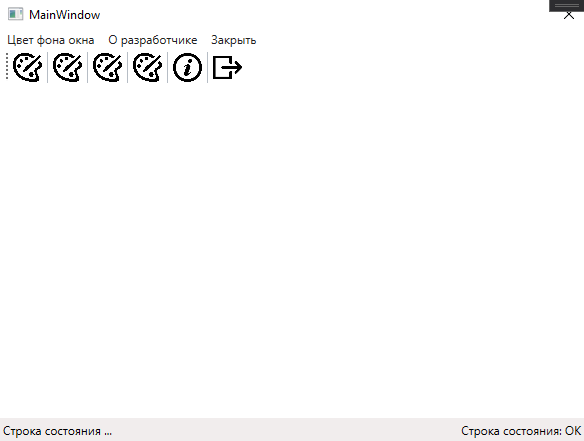 MainWindow
Цвет фона окна О разработчике Закрыть
Строка состояния ... Строка состояния: OK